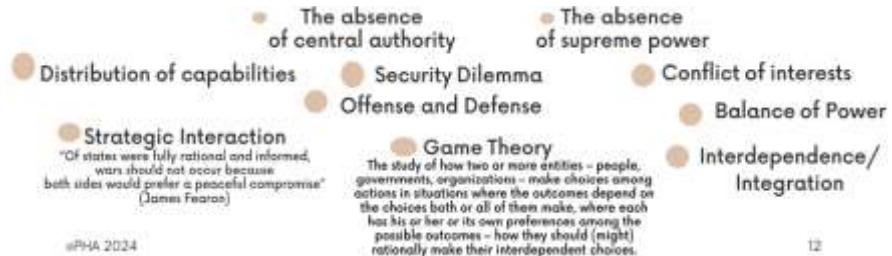 The absence
of central authority
The absence
of supreme power
Distribution of capabilities
Security Dilemma
Conflict of interests
Offense and Defense
Balance of Power
Strategic Interaction
"Of states were fully rational and informed,
wars should not occur because
both sides would prefer a peaceful compromise"
(James Fearon)
Game Theory
The study of how two or more entities – people,
governments, organizations – make choices among
actions in situations where the outcomes depend on
the choices both or all of them make, where each
has his or her or its own preferences among the
possible outcomes – how they should (might)
rationally make their interdependent choices.
Interdependence/
Integration
ePHA 2024
12